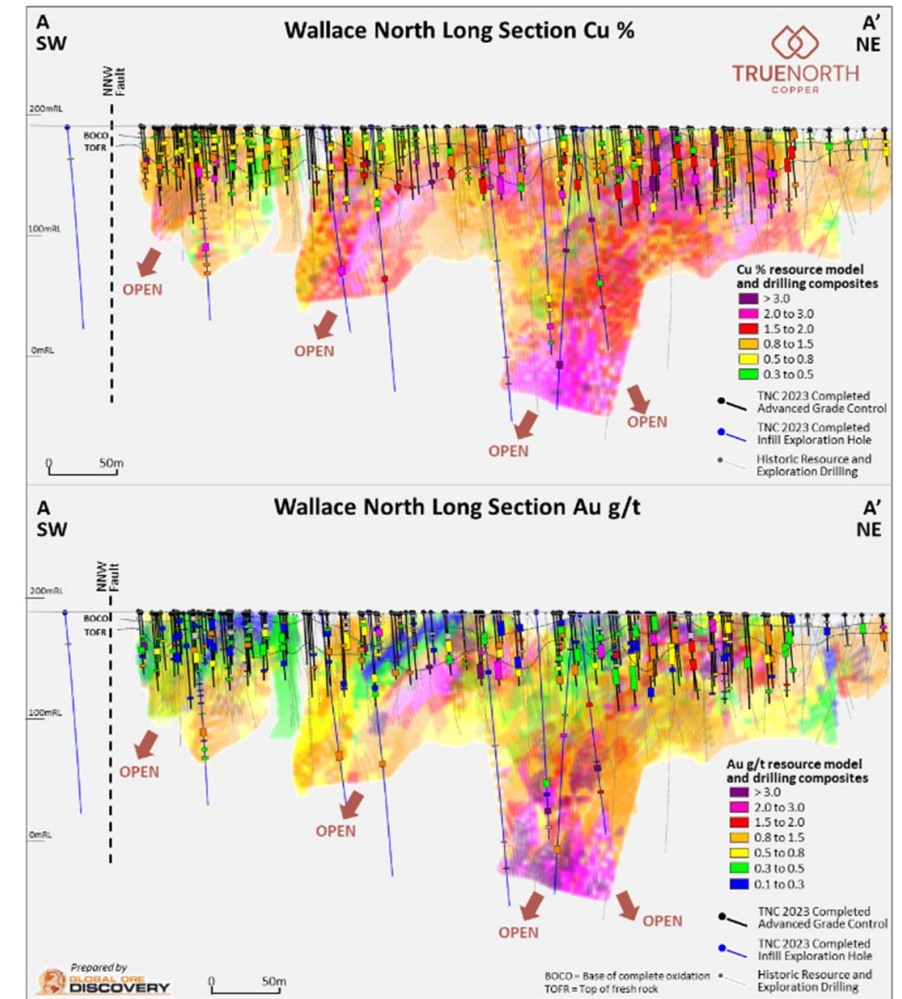 A
SW
Wallace North Long Section Cu %
A’
NE
TRUENORTH
COPPER
NNW
Fault
200mRL
BOCO
TOFR
100mRL
OPEN
OPEN
0mRL
OPEN
OPEN
Cu % resource model
and drilling composites
> 3.0
2.0 to 3.0
1.5 to 2.0
0.8 to 1.5
0.5 to 0.8
0.3 to 0.5
TNC 2023 Completed
Advanced Grade Control
TNC 2023 Completed
Infill Exploration Hole
Historic Resource and
Exploration Drilling
0 50m
A
SW
Wallace North Long Section Au g/t
A’
NE
NNW
Fault
200mRL
BOCO
TOFR
100mRL
OPEN
OPEN
0mRL
OPEN
OPEN
Au g/t resource model
and drilling composites
> 3.0
2.0 to 3.0
1.5 to 2.0
0.8 to 1.5
0.5 to 0.8
0.3 to 0.5
0.1 to 0.3
TNC 2023 Completed
Advanced Grade Control
TNC 2023 Completed
Infill Exploration Hole
Historic Resource and
Exploration Drilling
Prepared by
GLOBAL ORE
DISCOVERY
0 50m
BOCO = Base of complete oxidation
TOFR = Top of fresh rock